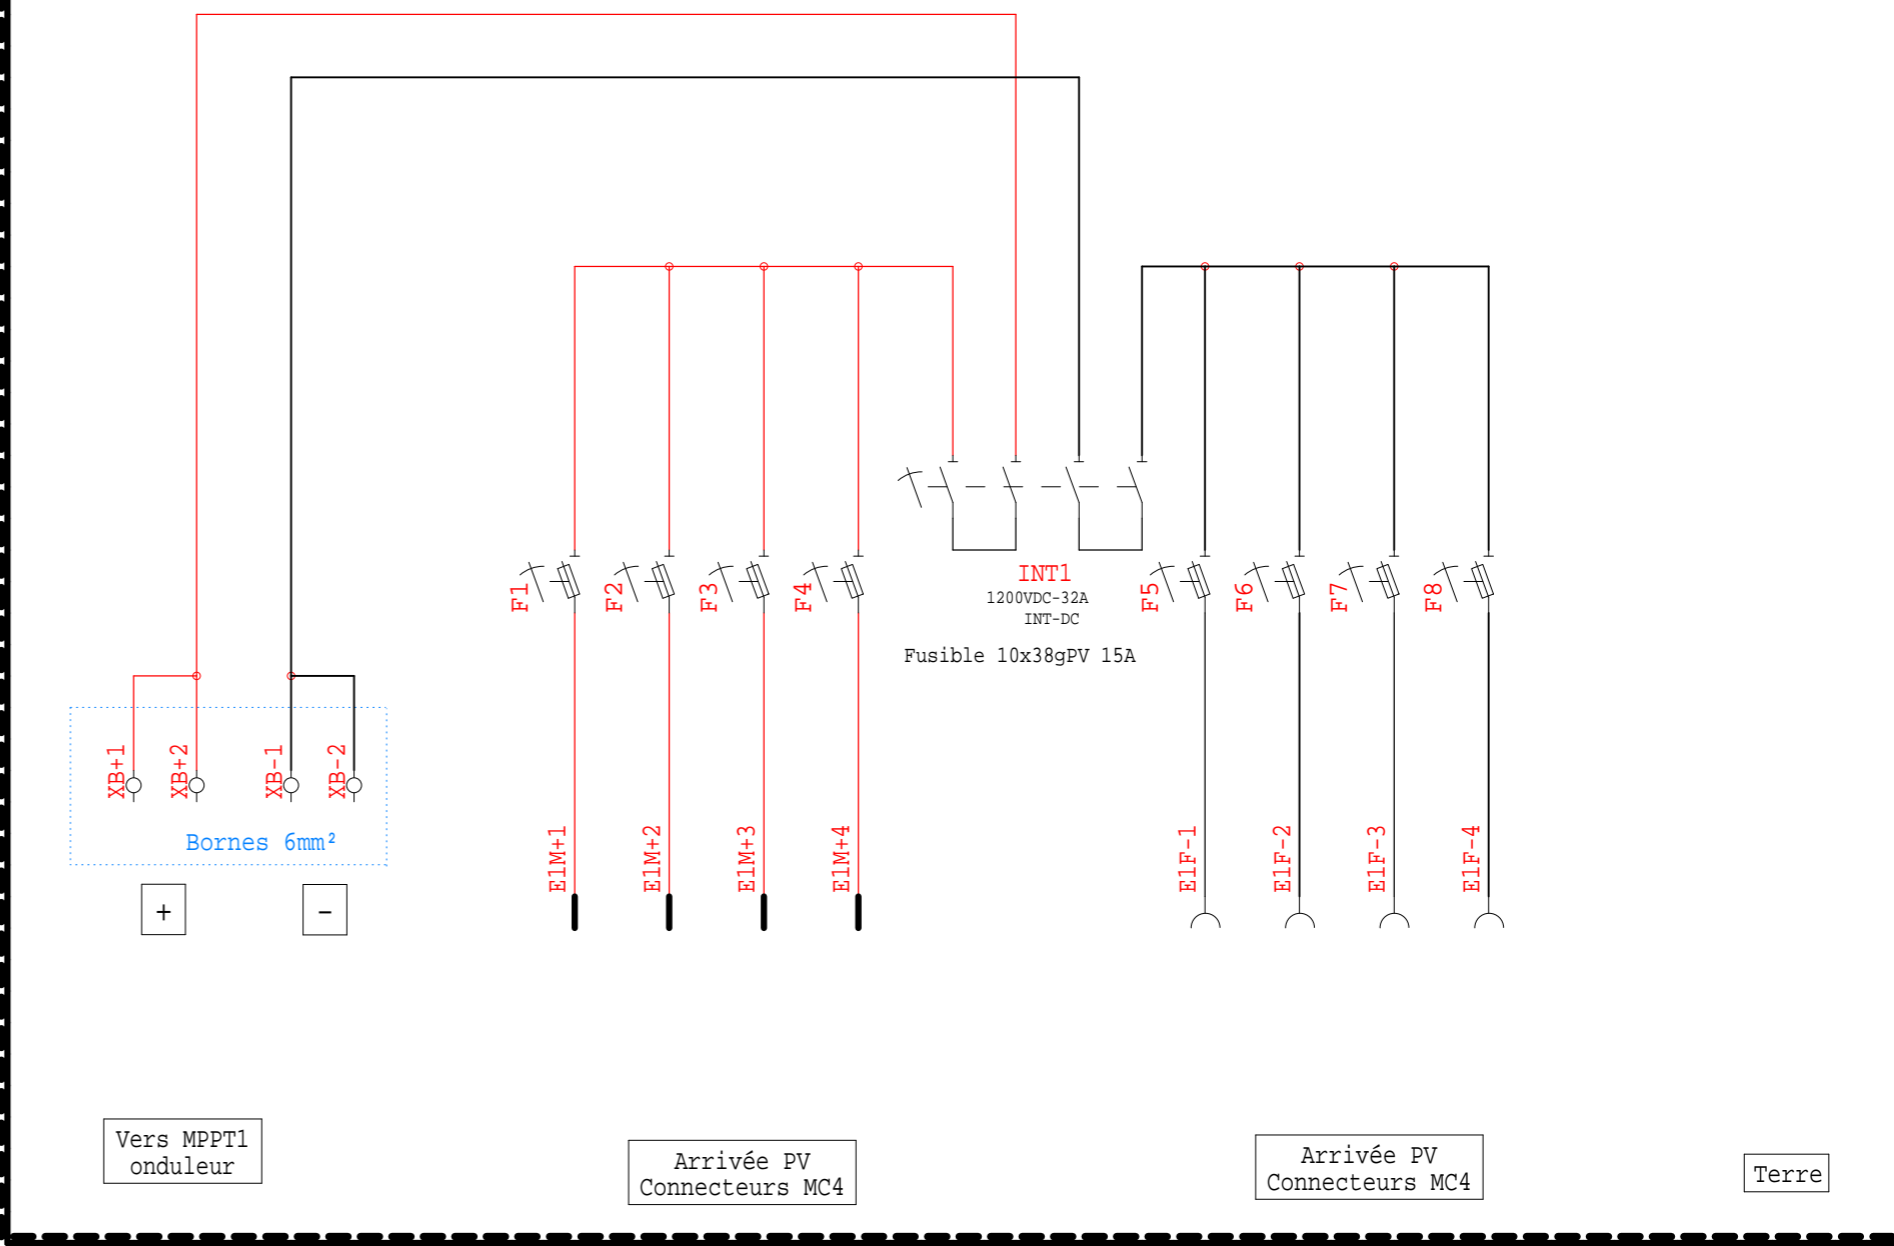 F1
F2
F3
F4
INT1
1200VDC-32A
INT-DC
Fusible 10x38gPV 15A
F5
F6
F7
F8
XB+1
XB+2
XB-1
XB-2
Bornes 6mm²
+
-
E1M+1
E1M+2
E1M+3
E1M+4
E1F-1
E1F-2
E1F-3
E1F-4
Vers MPPT1
onduleur
Arrivée PV
Connecteurs MC4
Arrivée PV
Connecteurs MC4
Terre